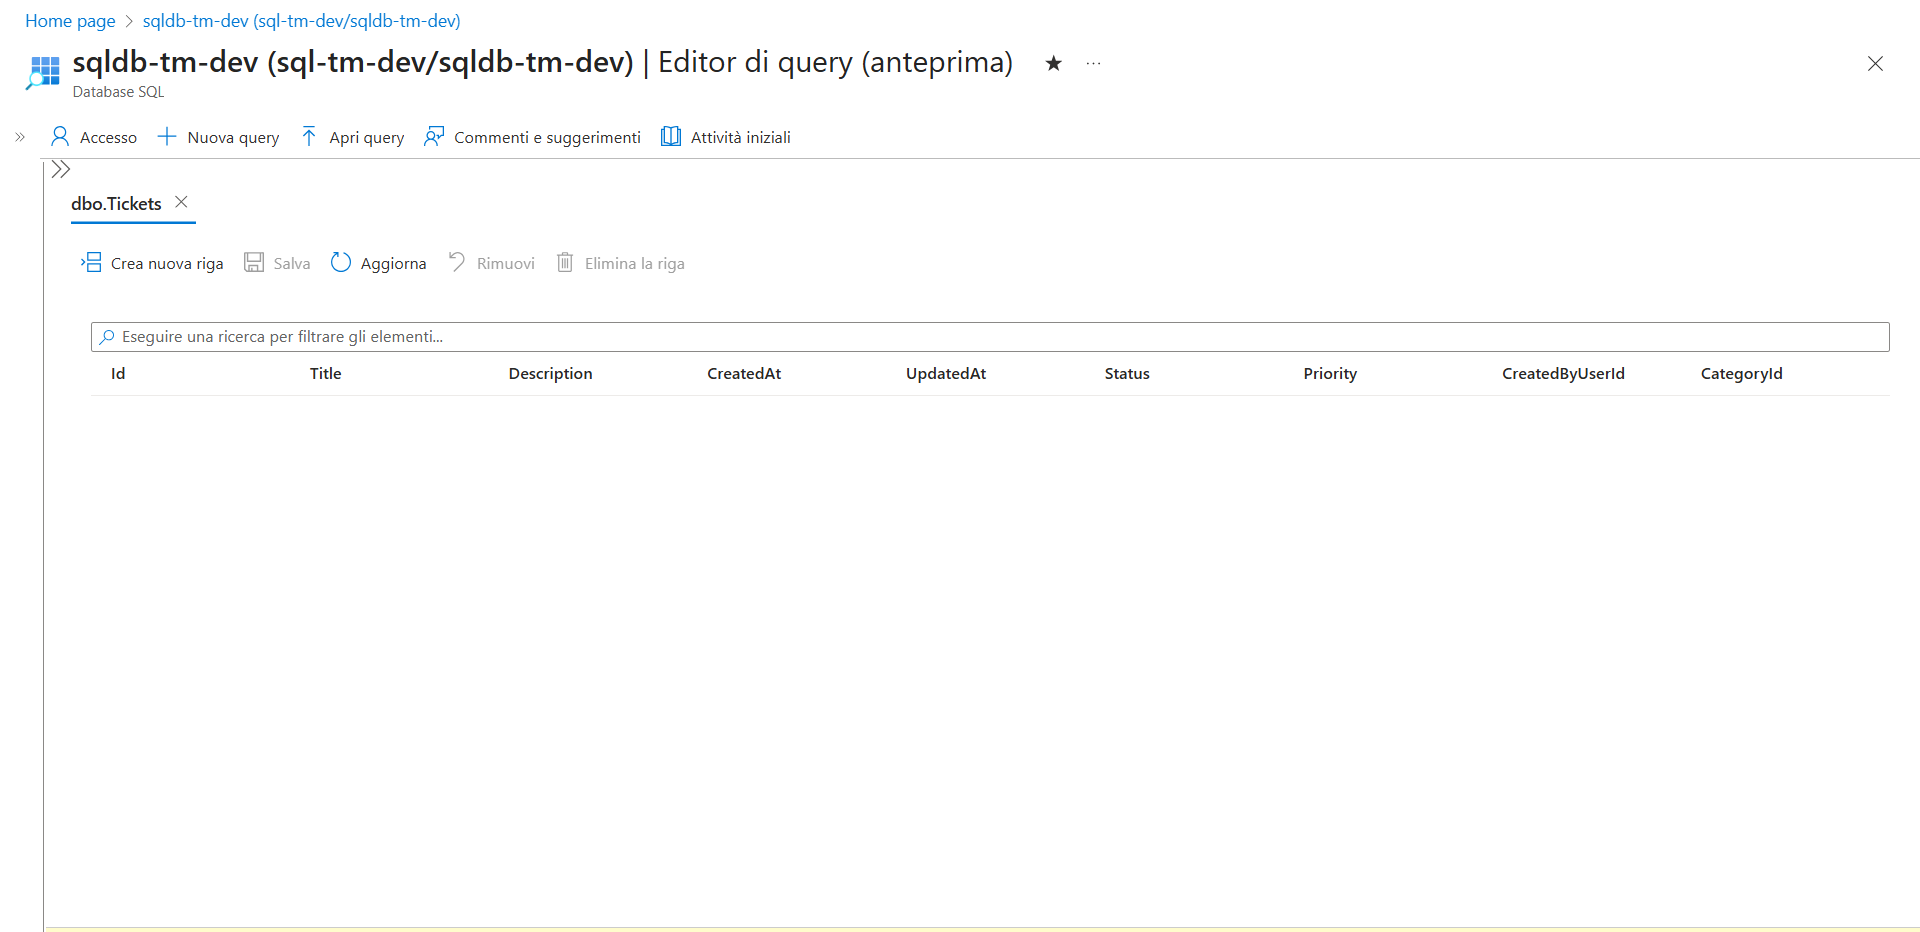 Home page > sqldb-tm-dev (sql-tm-dev/sqldb-tm-dev)
sqldb-tm-dev (sql-tm-dev/sqldb-tm-dev) | Editor di query (anteprima) ★ ...
Database SQL
Accesso Nuova query Apri query Commenti e suggerimenti Attività iniziali
dbo.Tickets
Crea nuova riga Salva Aggiorna Rimuovi Elimina la riga
Eseguire una ricerca per filtrare gli elementi...
Id Title Description CreatedAt UpdatedAt Status Priority CreatedByUserId CategoryId